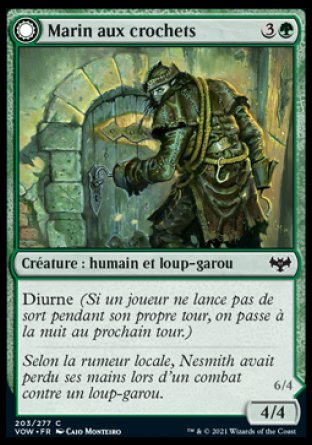 Marin aux crochets 3
Créature : humain et loup-garou
Diurne (Si un joueur ne lance pas de
sort pendant son propre tour, on passe à
la nuit au prochain tour.)
Selon la rumeur locale, Nesmith avait
perdu ses mains lors d'un combat
contre un loup-garou.
6/4
4/4
203/277 C
VOW • FR Caio Monteiro
™ & © 2021 Wizards of the Coast